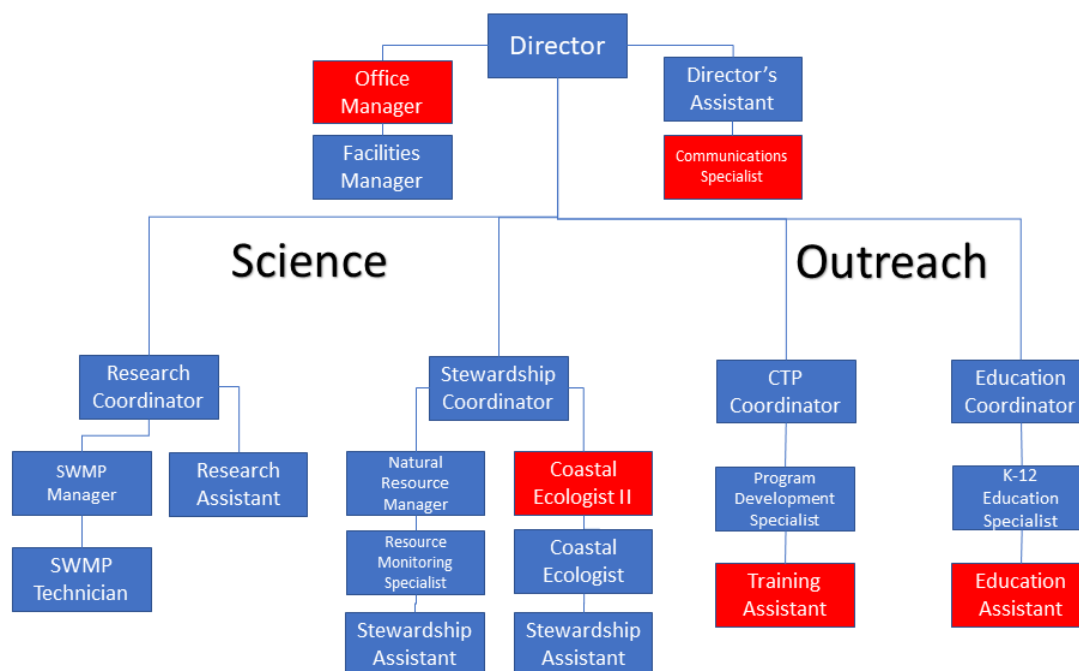 Director
Office
Manager
Director's
Assistant
Facilities
Manager
Communications
Specialist
Science
Outreach
Research
Coordinator
Stewardship
Coordinator
CTP
Coordinator
Education
Coordinator
SWMP
Manager
Research
Assistant
Natural
Resource
Manager
Coastal
Ecologist II
Program
Development
Specialist
K-12
Education
Specialist
SWMP
Technician
Resource
Monitoring
Specialist
Coastal
Ecologist
Training
Assistant
Education
Assistant
Stewardship
Assistant
Stewardship
Assistant